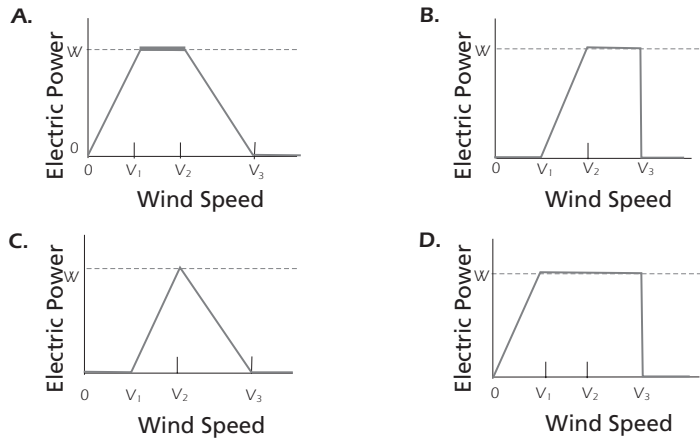 A.
Electric Power
W
0
0 V₁ V₂ V₃
Wind Speed
B.
Electric Power
W
0 V₁ V₂ V₃
Wind Speed
C.
Electric Power
W
0 V₁ V₂ V₃
Wind Speed
D.
Electric Power
W
0 V₁ V₂ V₃
Wind Speed